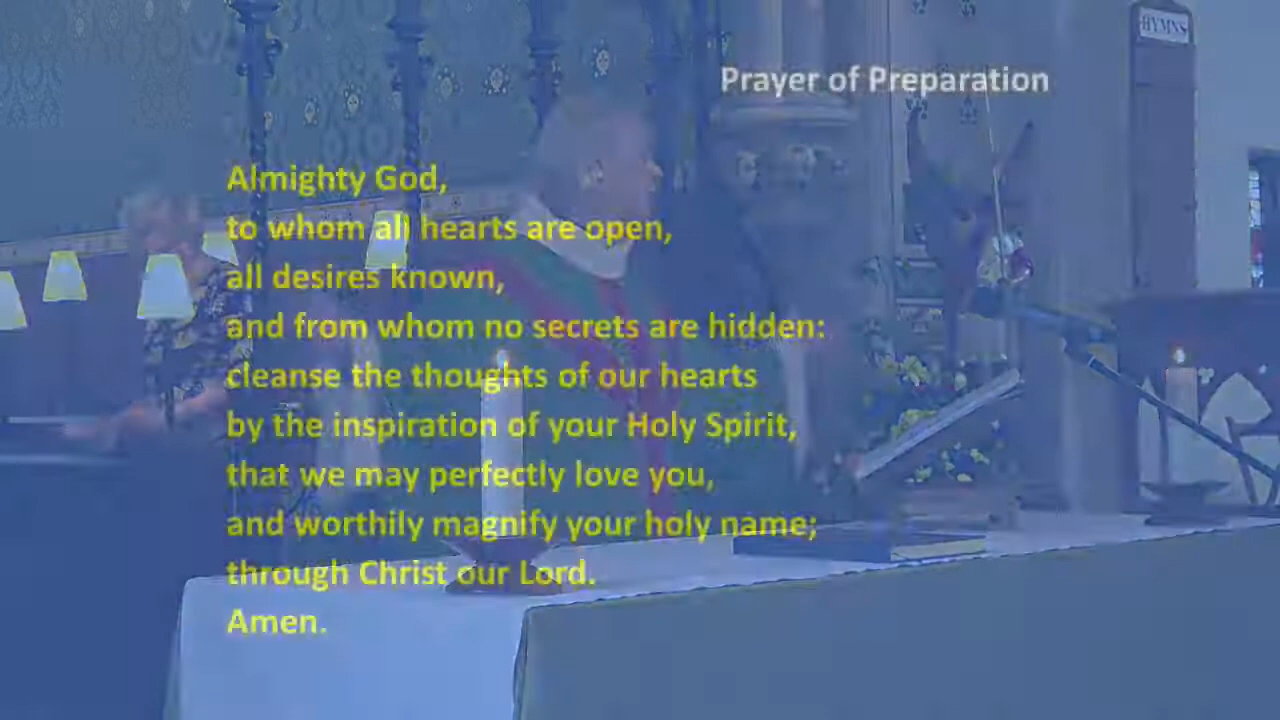 HYMNS
Prayer of Preparation
Almighty God,
to whom all hearts are open,
all desires known,
and from whom no secrets are hidden:
cleanse the thoughts of our hearts
by the inspiration of your Holy Spirit,
that we may perfectly love you,
and worthily magnify your holy name;
through Christ our Lord.
Amen.